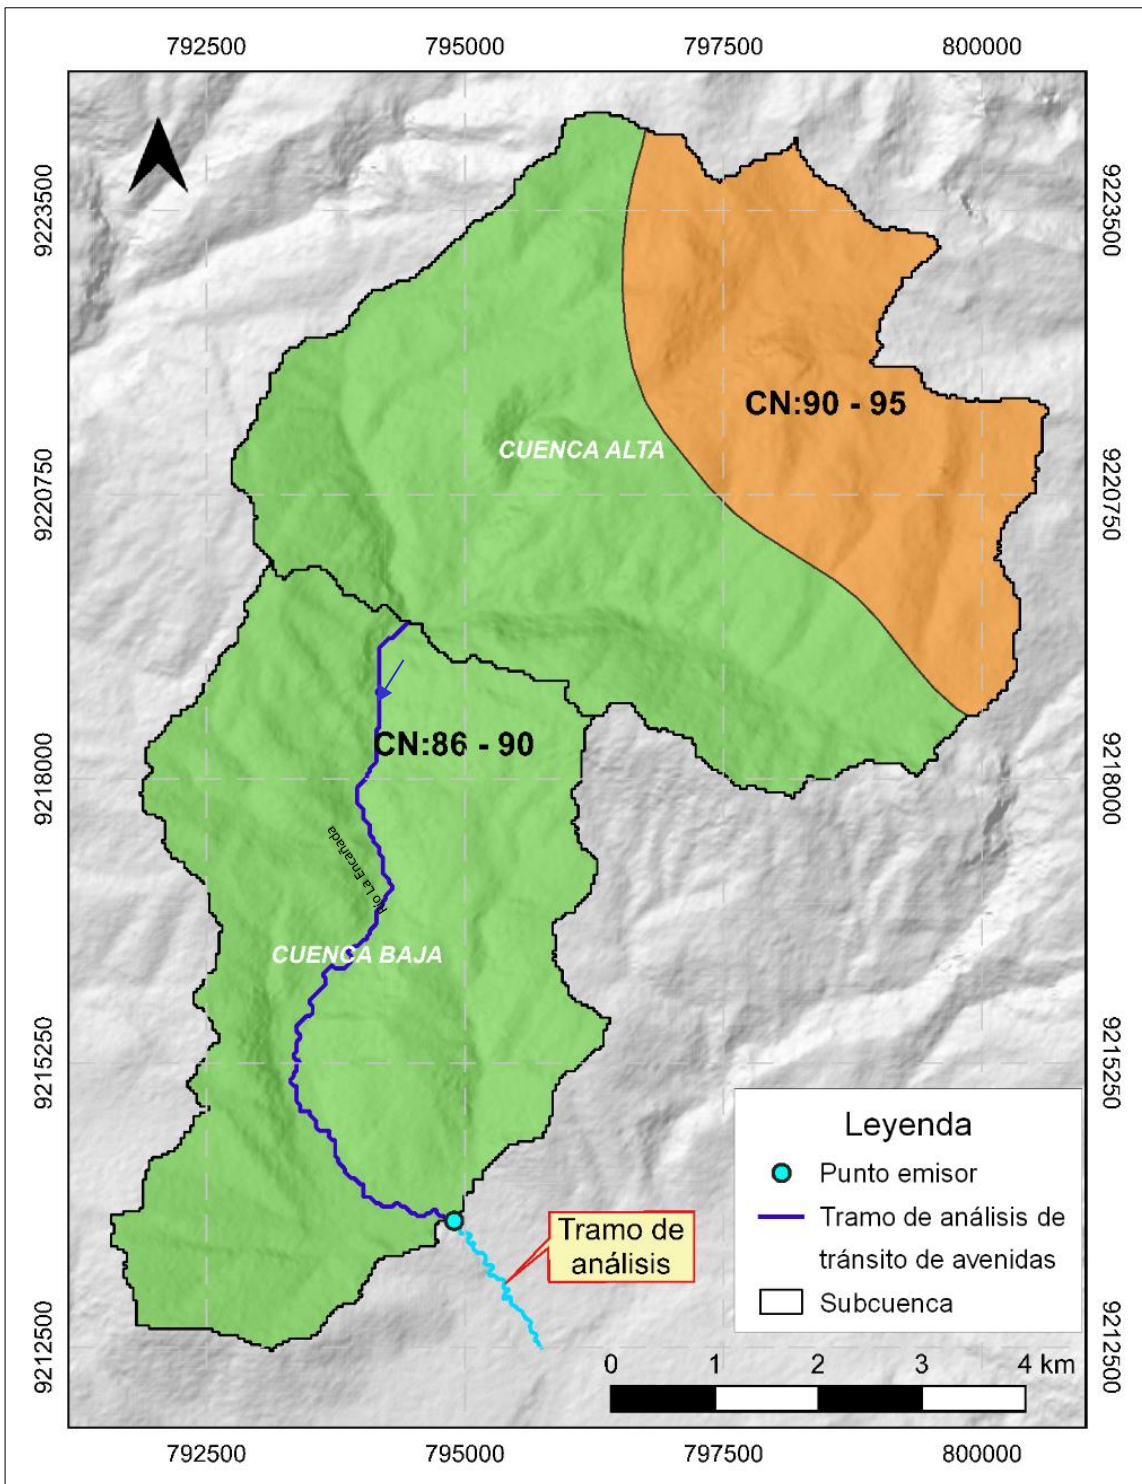 792500 795000 797500 800000
9223500 9223500
CN:90 - 95
CUENCA ALTA
9220750 9220750
CN:86 - 90
9218000 9218000
Río La Encañada
CUENCA BAJA
9215250 9215250
Leyenda
Punto emisor
Tramo de análisis de
tránsito de avenidas
Subcuenca
Tramo de
análisis
9212500 9212500
0 1 2 3 4 km
792500 795000 797500 800000